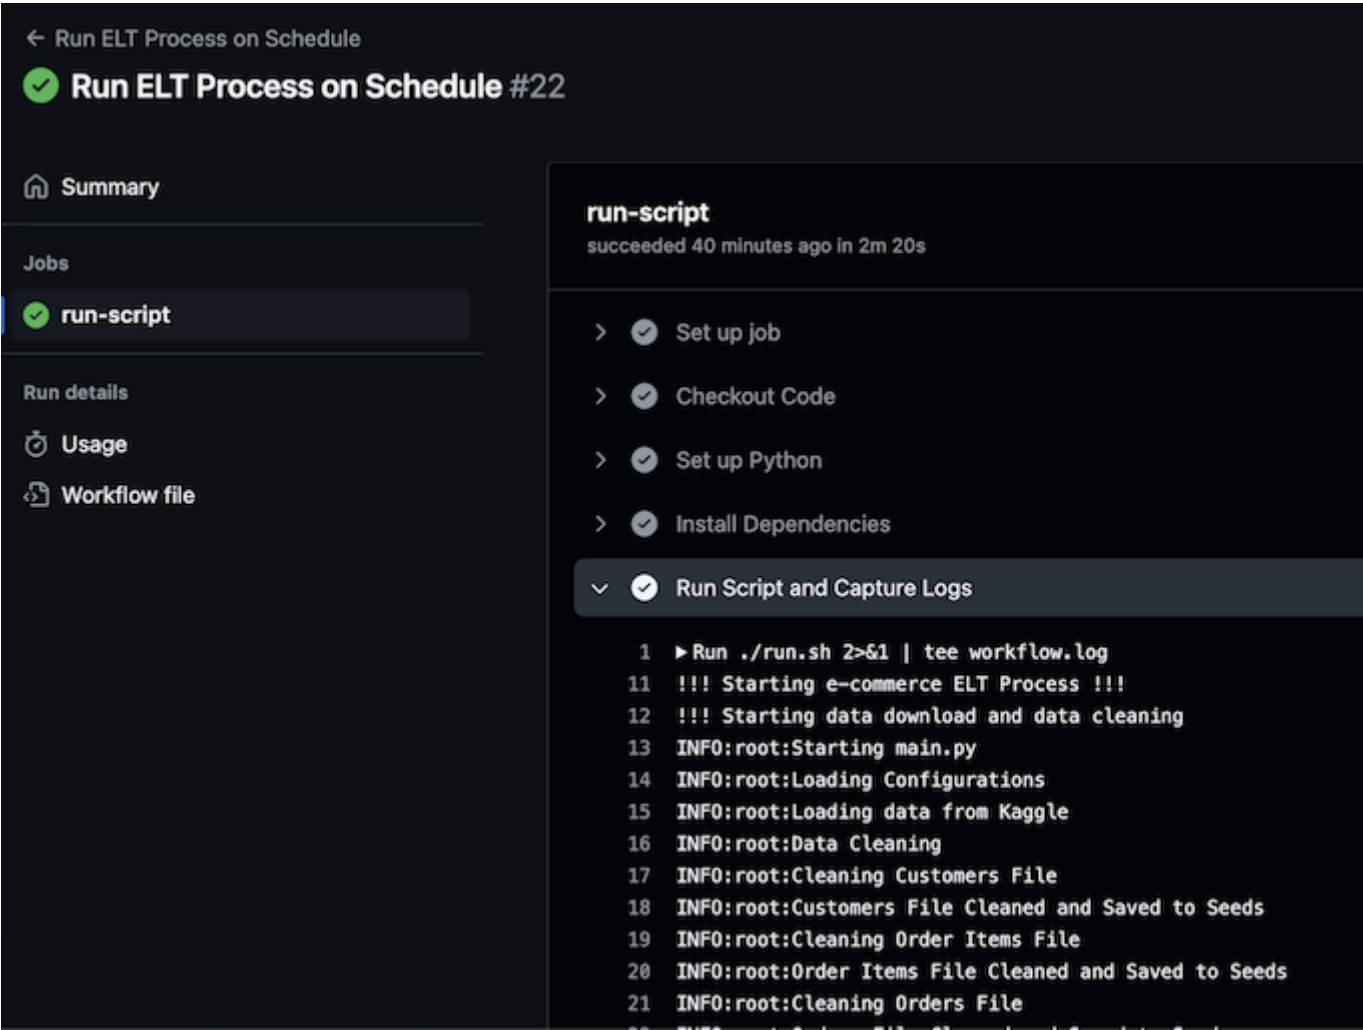 Run ELT Process on Schedule
Run ELT Process on Schedule #22
Summary
Jobs
run-script
Run details
Usage
Workflow file
run-script
succeeded 40 minutes ago in 2m 20s
Set up job
Checkout Code
Set up Python
Install Dependencies
Run Script and Capture Logs
1 Run ./run.sh 2>&1 | tee workflow.log
11 !!! Starting e-commerce ELT Process !!!
12 !!! Starting data download and data cleaning
13 INFO:root:Starting main.py
14 INFO:root:Loading Configurations
15 INFO:root:Loading data from Kaggle
16 INFO:root:Data Cleaning
17 INFO:root:Cleaning Customers File
18 INFO:root:Customers File Cleaned and Saved to Seeds
19 INFO:root:Cleaning Order Items File
20 INFO:root:Order Items File Cleaned and Saved to Seeds
21 INFO:root:Cleaning Orders File